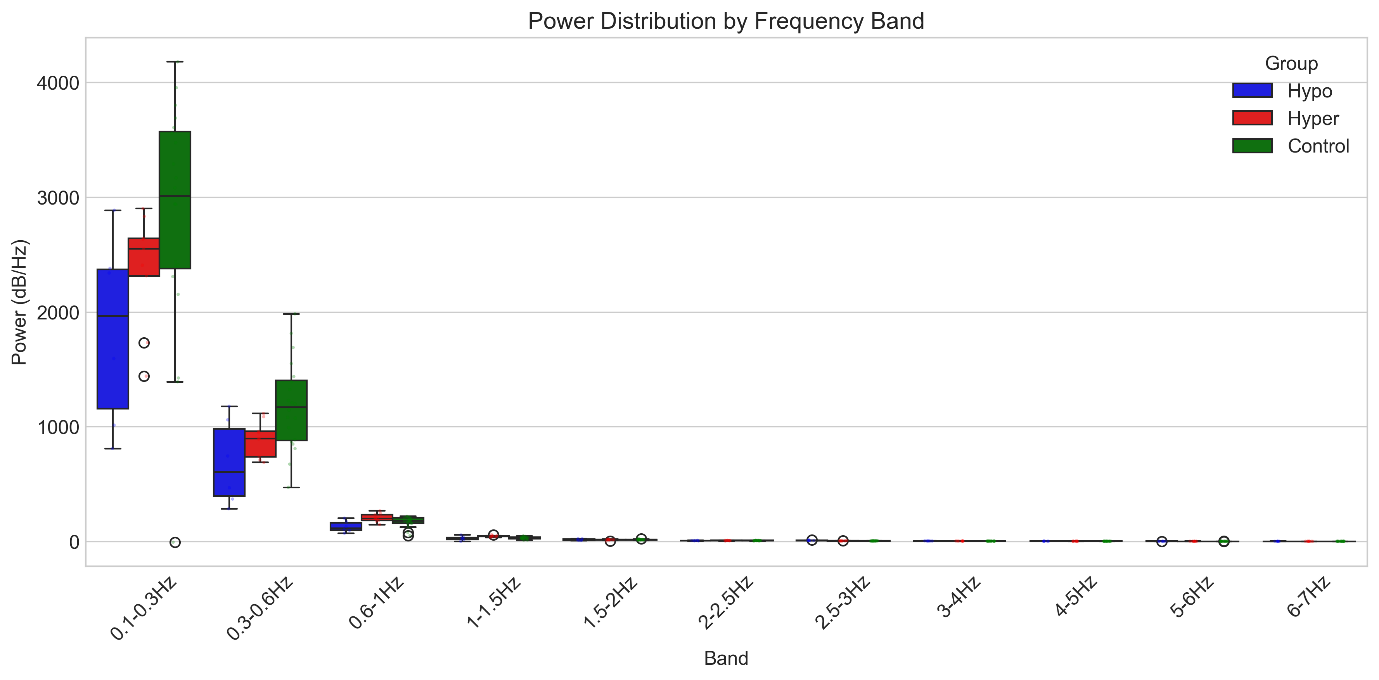 Power Distribution by Frequency Band
Group
Hypo
Hyper
Control
Power (dB/Hz)
4000
3000
2000
1000
0
0.1-0.3Hz
0.3-0.6Hz
0.6-1Hz
1-1.5Hz
1.5-2Hz
2-2.5Hz
2.5-3Hz
3-4Hz
4-5Hz
5-6Hz
6-7Hz
Band